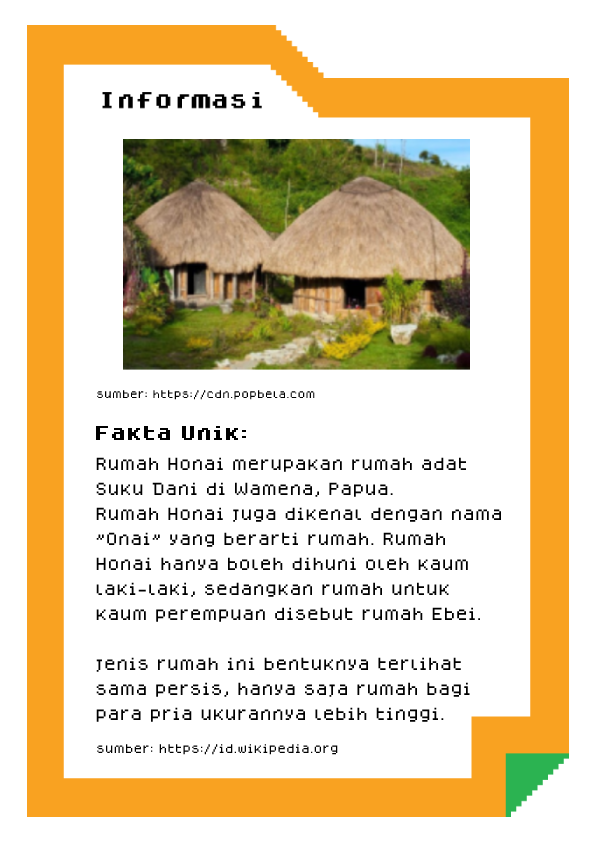 Informasi
sumber: https://cdn.popbela.com
Fakta Unik:
Rumah Honai merupakan rumah adat
Suku Dani di Wamena, Papua.
Rumah Honai juga dikenal dengan nama
"Onai" yang berarti rumah. Rumah
Honai hanya boleh dihuni oleh kaum
laki-laki, sedangkan rumah untuk
kaum perempuan disebut rumah Ebei.
Jenis rumah ini bentuknya terlihat
sama persis, hanya saja rumah bagi
para pria ukurannya lebih tinggi.
sumber: https://id.wikipedia.org